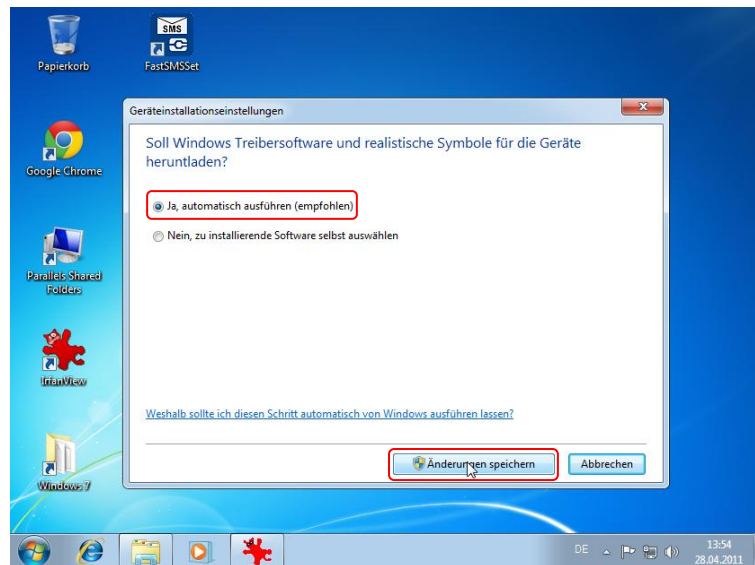 SMS
Papierkorb
FastSMSSet
Geräteinstallationseinstellungen
Soll Windows Treibersoftware und realistische Symbole für die Geräte
heruntladen?
Google Chrome
Ja, automatisch ausführen (empfohlen)
Nein, zu installierende Software selbst auswählen
Parallels Shared
Folders
IrfanView
Weshalb sollte ich diesen Schritt automatisch von Windows ausführen lassen?
Änderungen speichern
Abbrechen
Windows 7
DE
13:54
28.04.2011